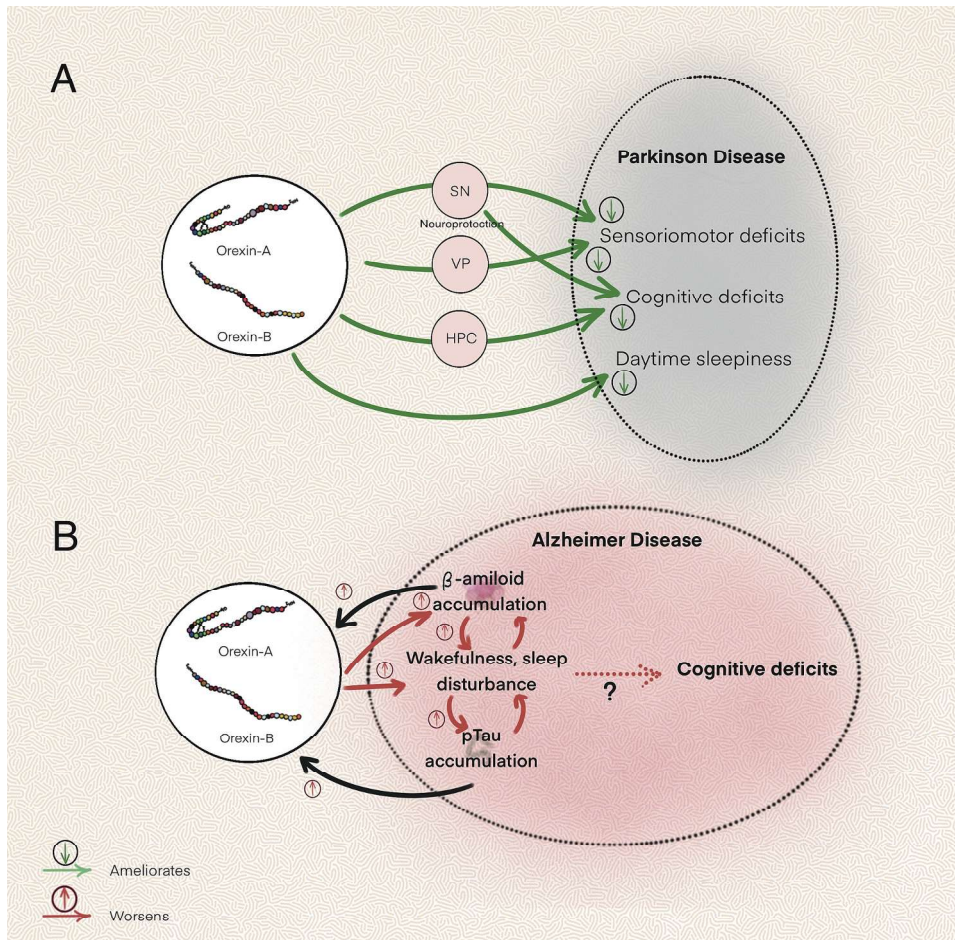 A
Parkinson Disease
Orexin-A
Orexin-B
SN
Nouroprotoction
VP
HPC
Sensoriomotor deficits
Cognitive deficits
Daytime sleepiness
B
Alzheimer Disease
Orexin-A
Orexin-B
β-amiloid
accumulation
Wakefulness, sleep
disturbance
pTau
accumulation
?
Cognitive deficits
Ameliorates
Worsens